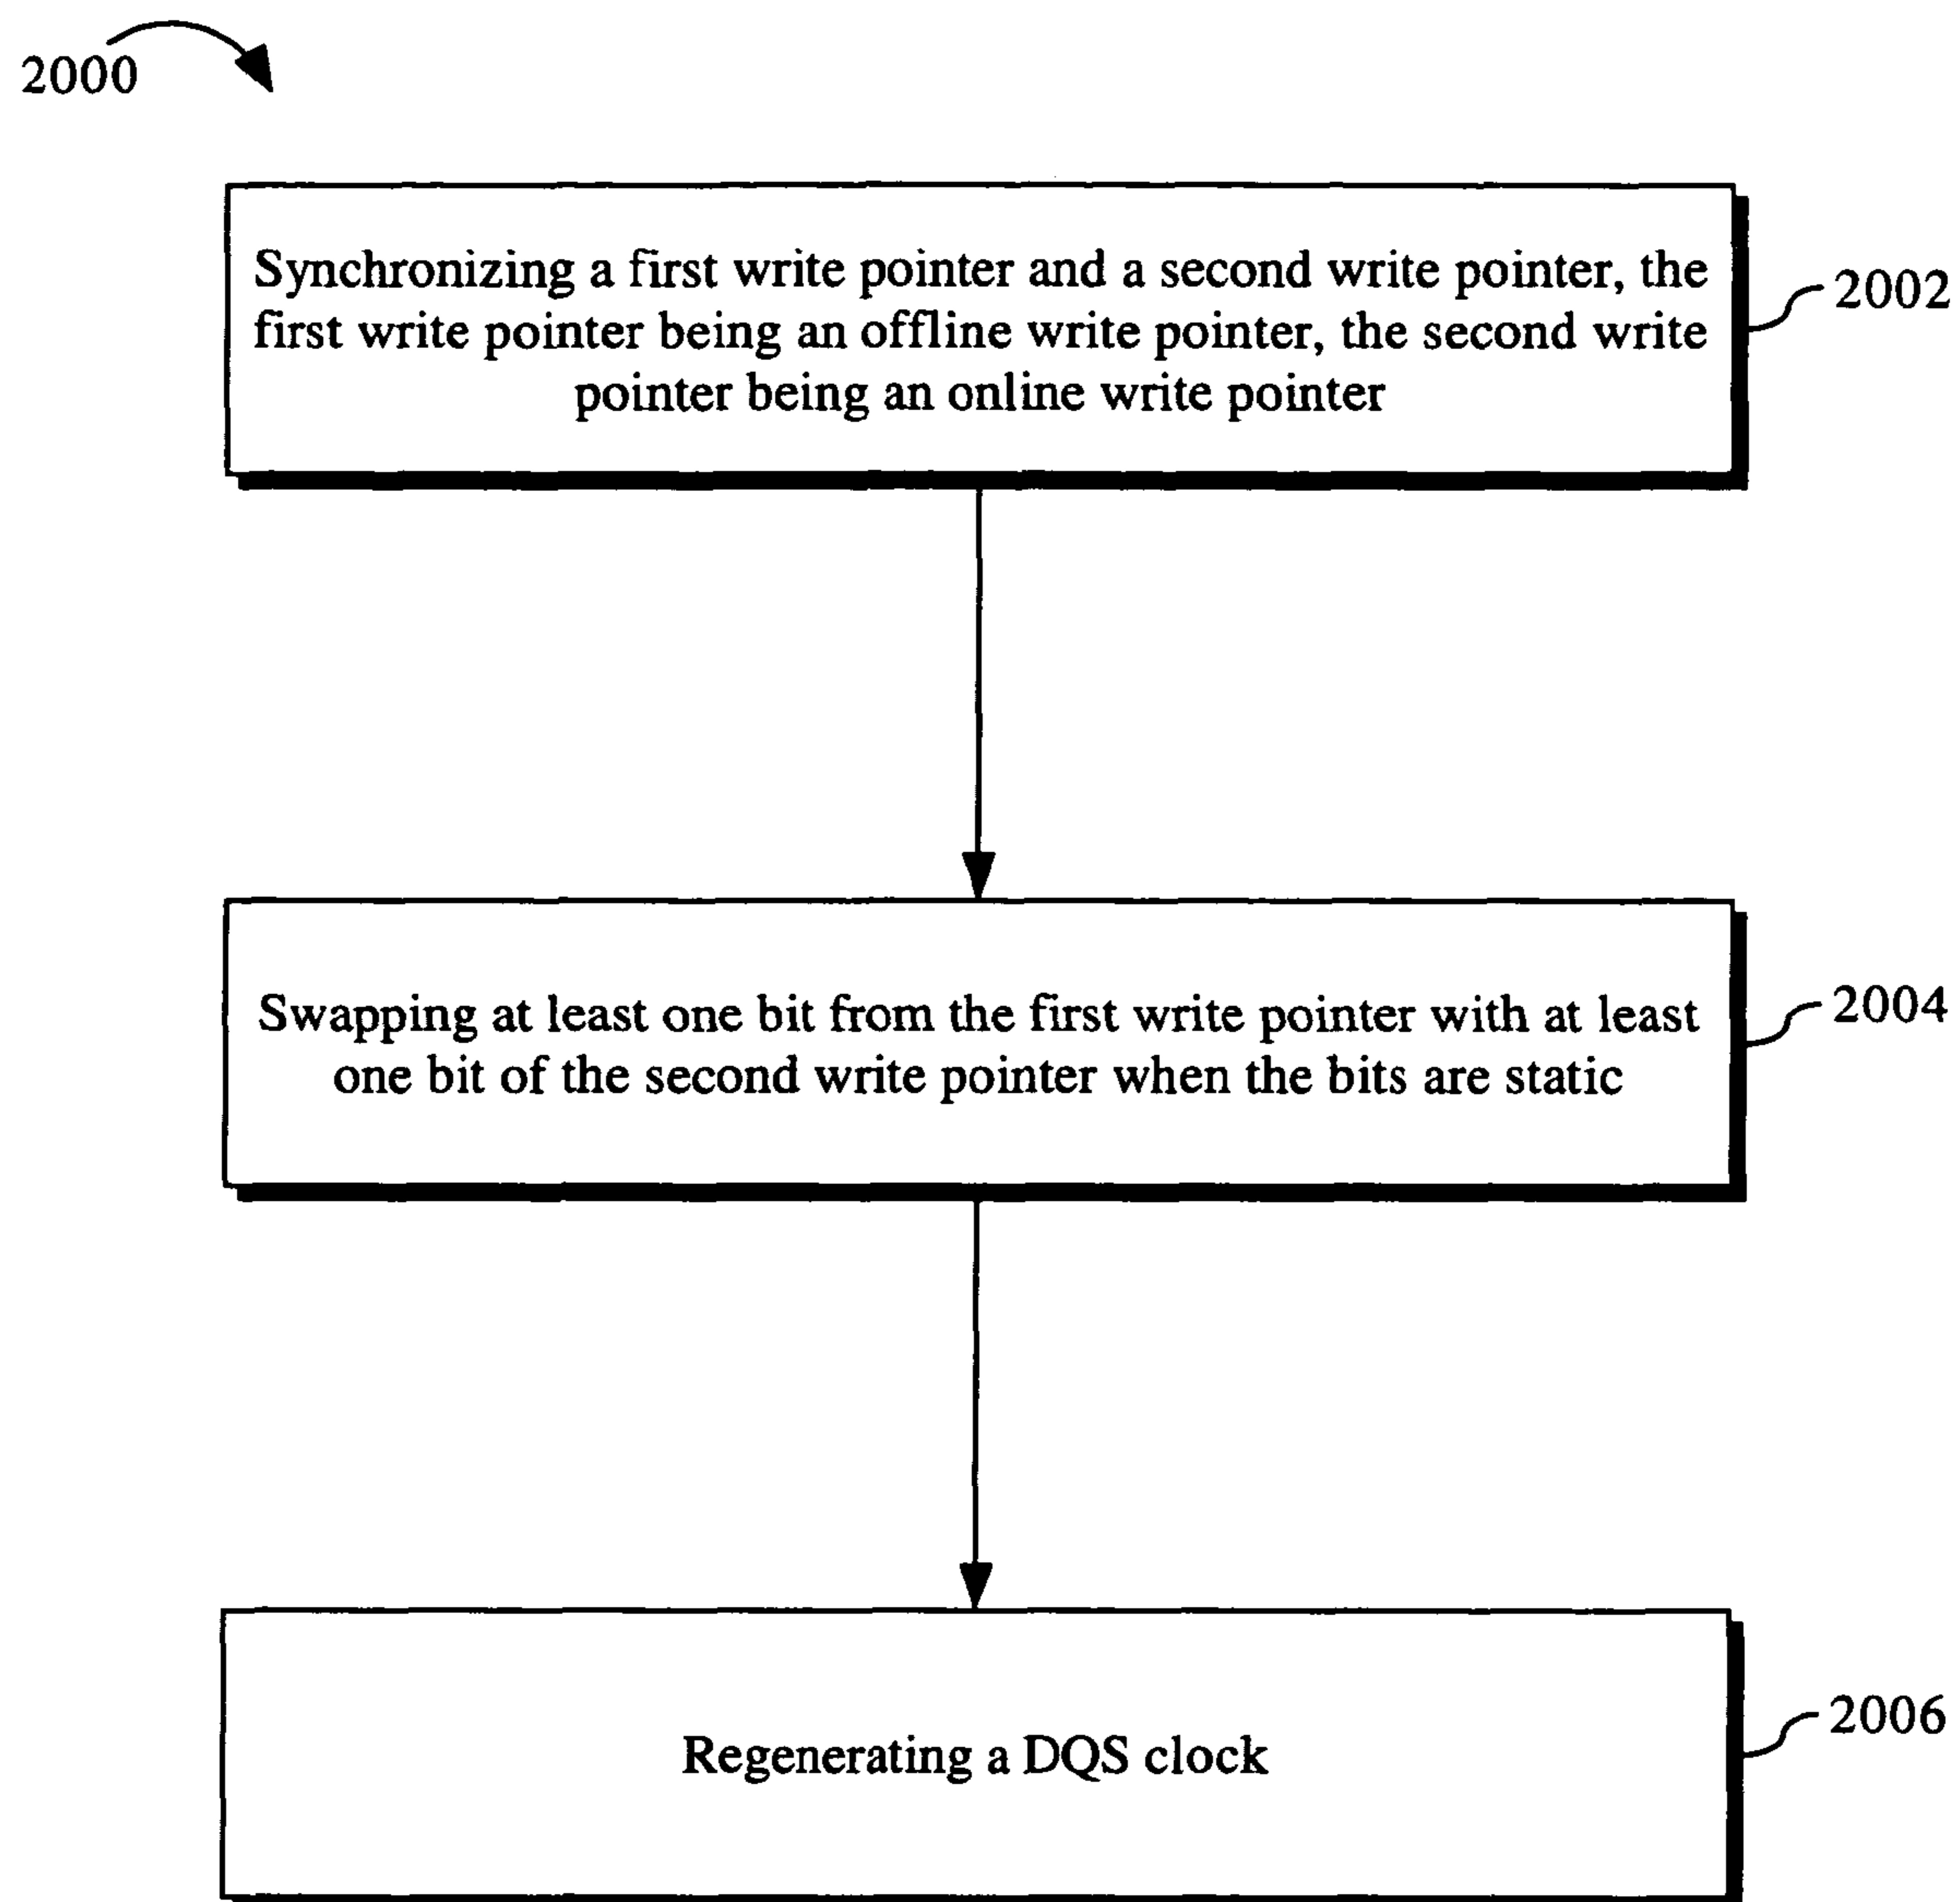 2000
Synchronizing a first write pointer and a second write pointer, the
first write pointer being an offline write pointer, the second write
pointer being an online write pointer
2002
Swapping at least one bit from the first write pointer with at least
one bit of the second write pointer when the bits are static
2004
Regenerating a DQS clock
2006